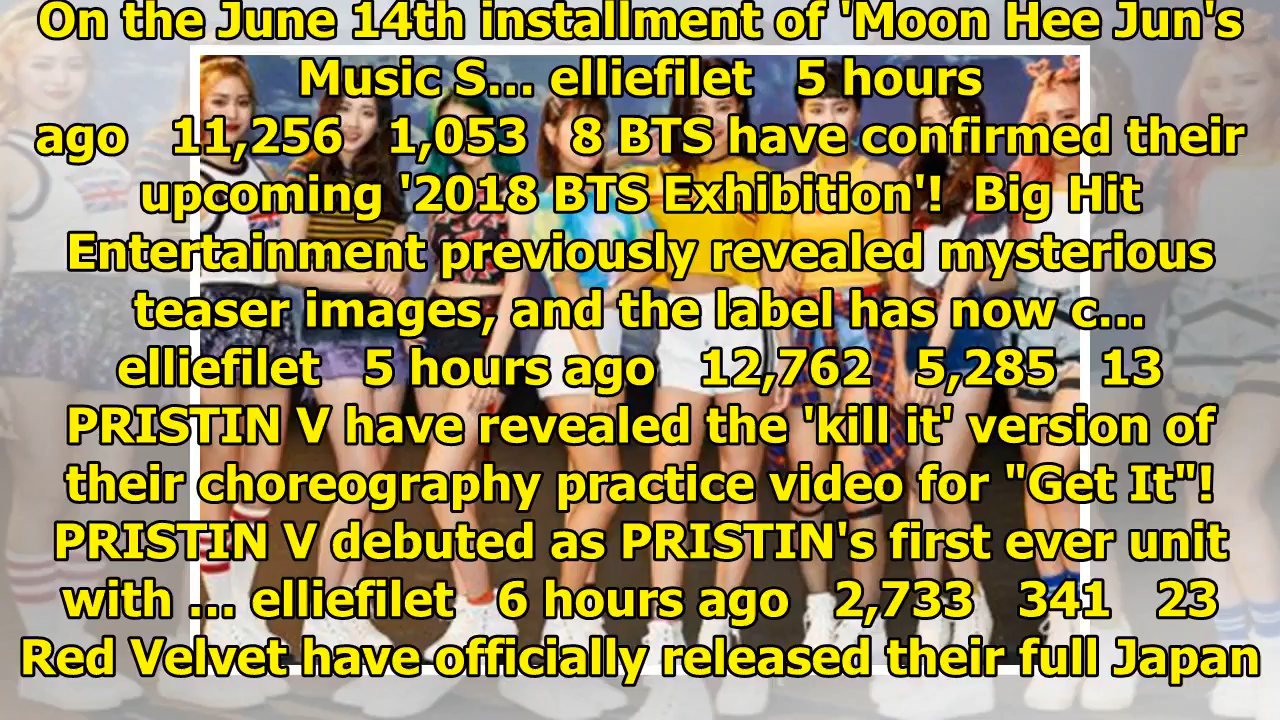 On the June 14th installment of 'Moon Hee Jun's
Music S... elliefilet 5 hours
ago 11,256 1,053 8 BTS have confirmed their
upcoming '2018 BTS Exhibition'! Big Hit
Entertainment previously revealed mysterious
teaser images, and the label has now c...
elliefilet 5 hours ago 12,762 5,285 13
PRISTIN V have revealed the 'kill it' version of
their choreography practice video for "Get It"!
PRISTIN V debuted as PRISTIN's first ever unit
with ... elliefilet 6 hours ago 2,733 341 23
Red Velvet have officially released their full Japan